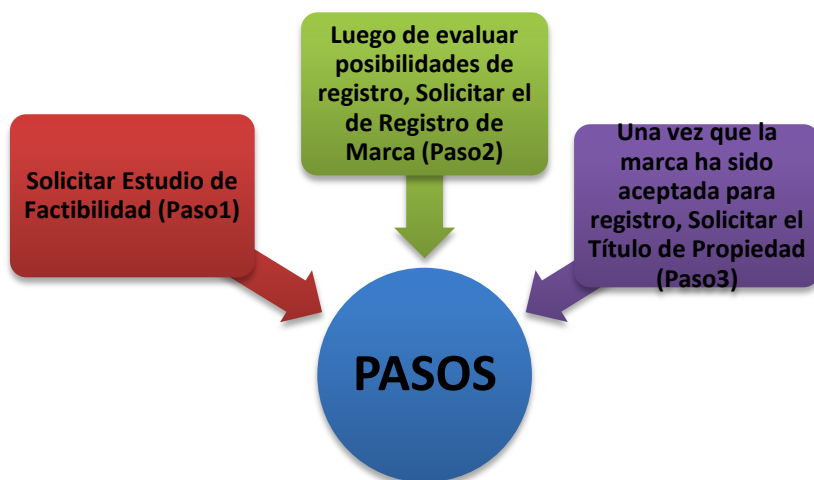 Solicitar Estudio de
Factibilidad (Paso1)
Luego de evaluar
posibilidades de
registro, Solicitar el
de Registro de
Marca (Paso2)
Una vez que la
marca ha sido
aceptada para
registro, Solicitar el
Título de Propiedad
(Paso3)
PASOS